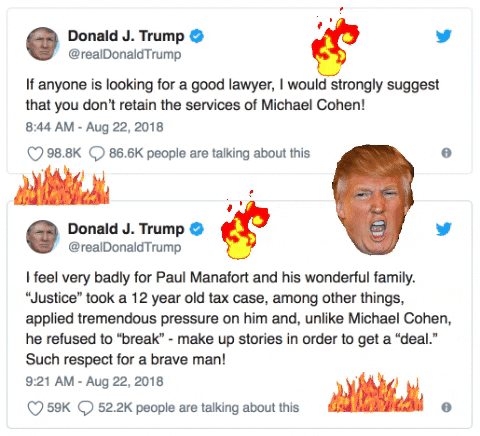 Donald J. Trump
@realDonaldTrump
If anyone is looking for a good lawyer, I would strongly suggest
that you don’t retain the services of Michael Cohen!
8:44 AM - Aug 22, 2018
98.8K 86.6K people are talking about this
Donald J. Trump
@realDonaldTrump
I feel very badly for Paul Manafort and his wonderful family.
“Justice” took a 12 year old tax case, among other things,
applied tremendous pressure on him and, unlike Michael Cohen,
he refused to “break” - make up stories in order to get a “deal.”
Such respect for a brave man!
9:21 AM - Aug 22, 2018
59K 52.2K people are talking about this